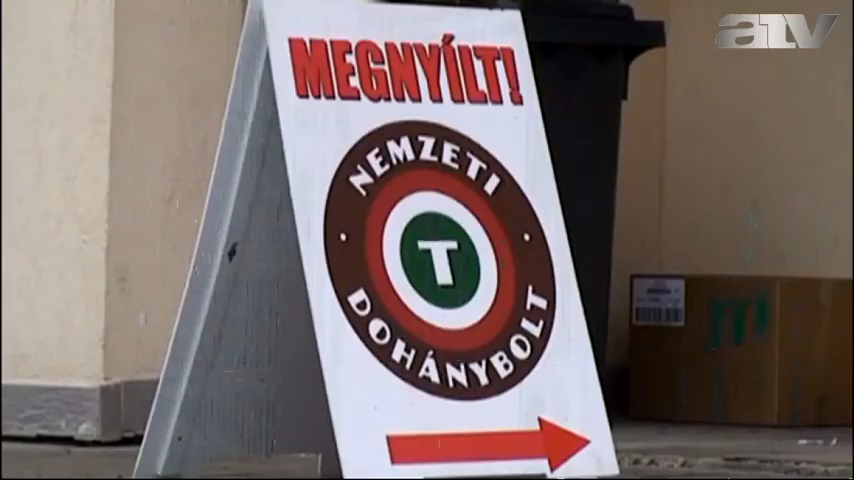 atv
MEGNYÍLT!
NEMZETI
T
DOHÁNYBOLT